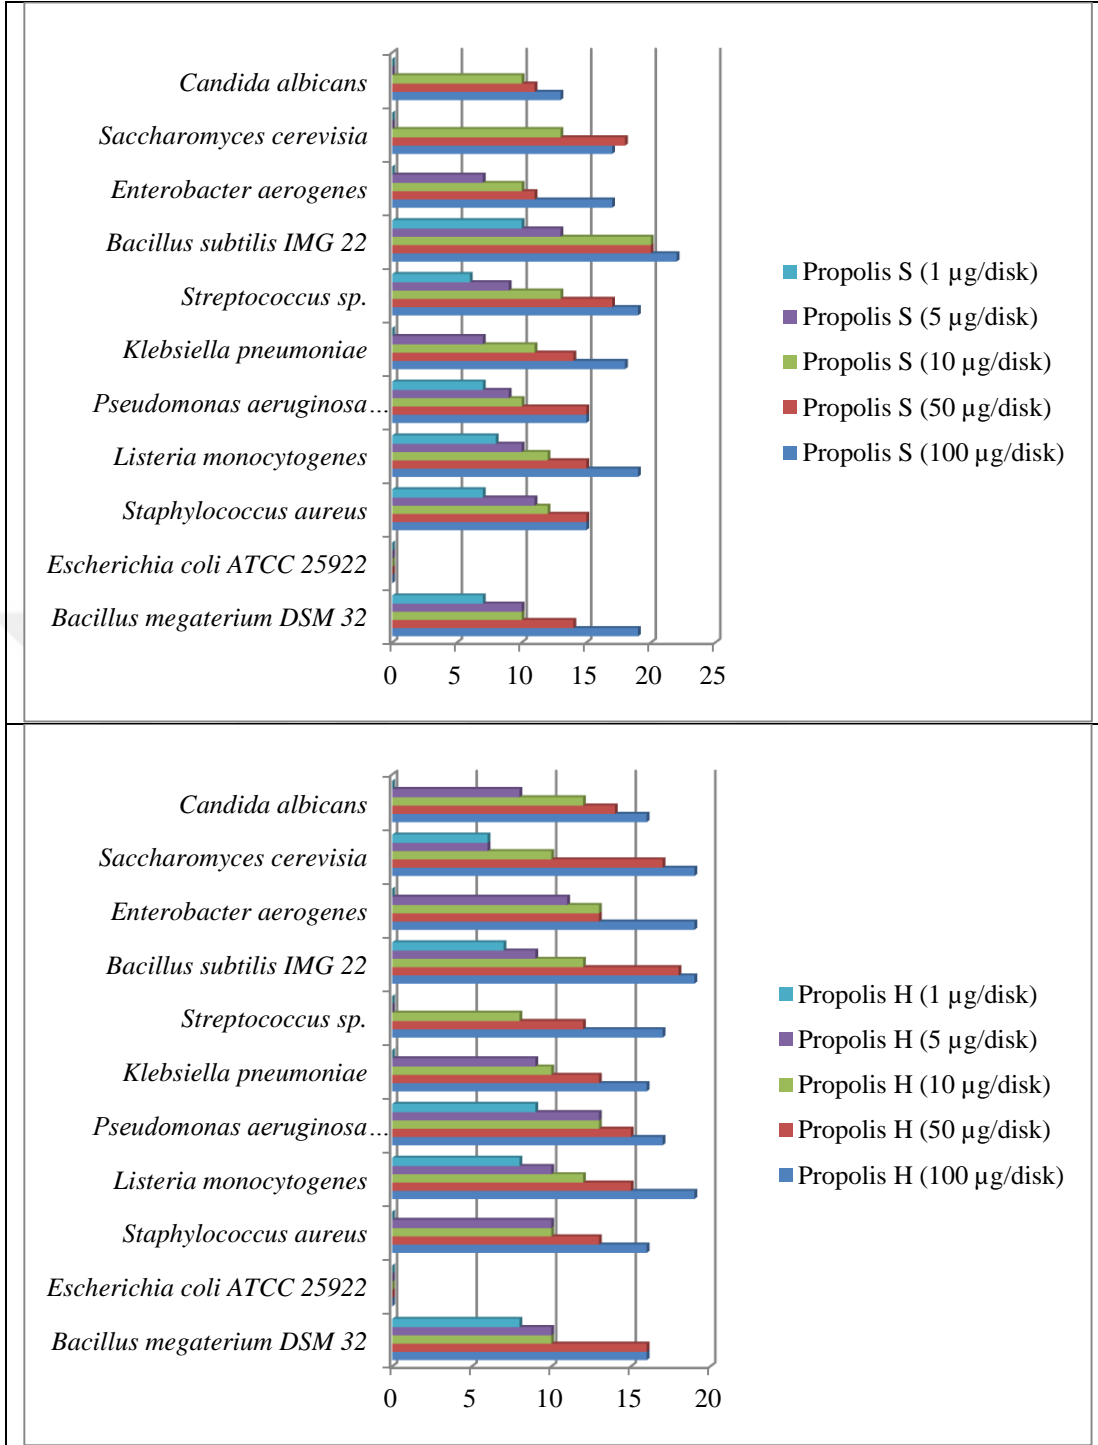 Candida albicans
Saccharomyces cerevisia
Enterobacter aerogenes
Bacillus subtilis IMG 22
Streptococcus sp.
Klebsiella pneumoniae
Pseudomonas aeruginosa…
Listeria monocytogenes
Staphylococcus aureus
Escherichia coli ATCC 25922
Bacillus megaterium DSM 32
0 5 10 15 20 25
Propolis S (1 µg/disk)
Propolis S (5 µg/disk)
Propolis S (10 µg/disk)
Propolis S (50 µg/disk)
Propolis S (100 µg/disk)
Candida albicans
Saccharomyces cerevisia
Enterobacter aerogenes
Bacillus subtilis IMG 22
Streptococcus sp.
Klebsiella pneumoniae
Pseudomonas aeruginosa…
Listeria monocytogenes
Staphylococcus aureus
Escherichia coli ATCC 25922
Bacillus megaterium DSM 32
0 5 10 15 20
Propolis H (1 µg/disk)
Propolis H (5 µg/disk)
Propolis H (10 µg/disk)
Propolis H (50 µg/disk)
Propolis H (100 µg/disk)